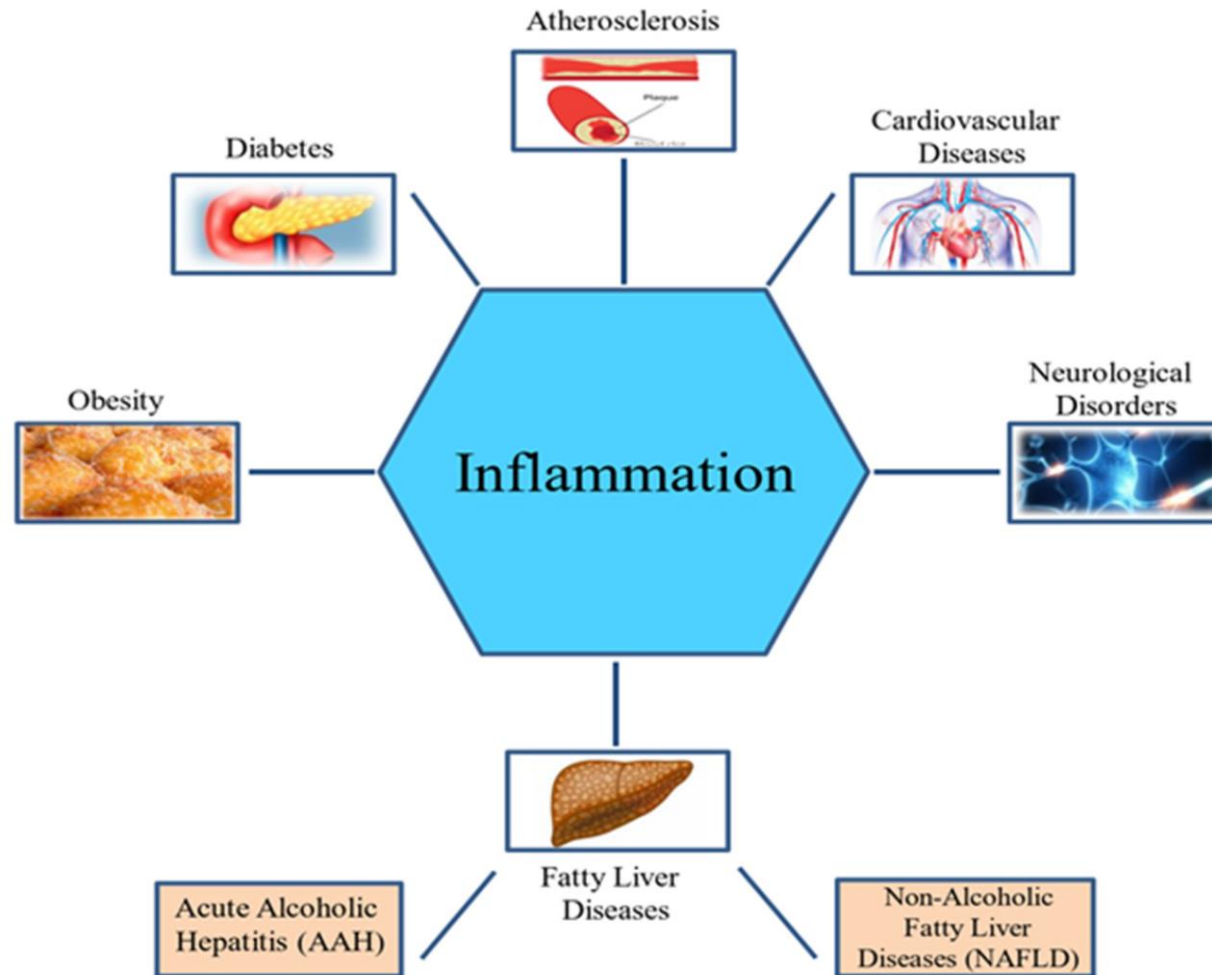 Atherosclerosis
Plaque
Cardiovascular
Diseases
Diabetes
Neurological
Disorders
Obesity
Inflammation
Fatty Liver
Diseases
Acute Alcoholic
Hepatitis (AAH)
Non-Alcoholic
Fatty Liver
Diseases (NAFLD)